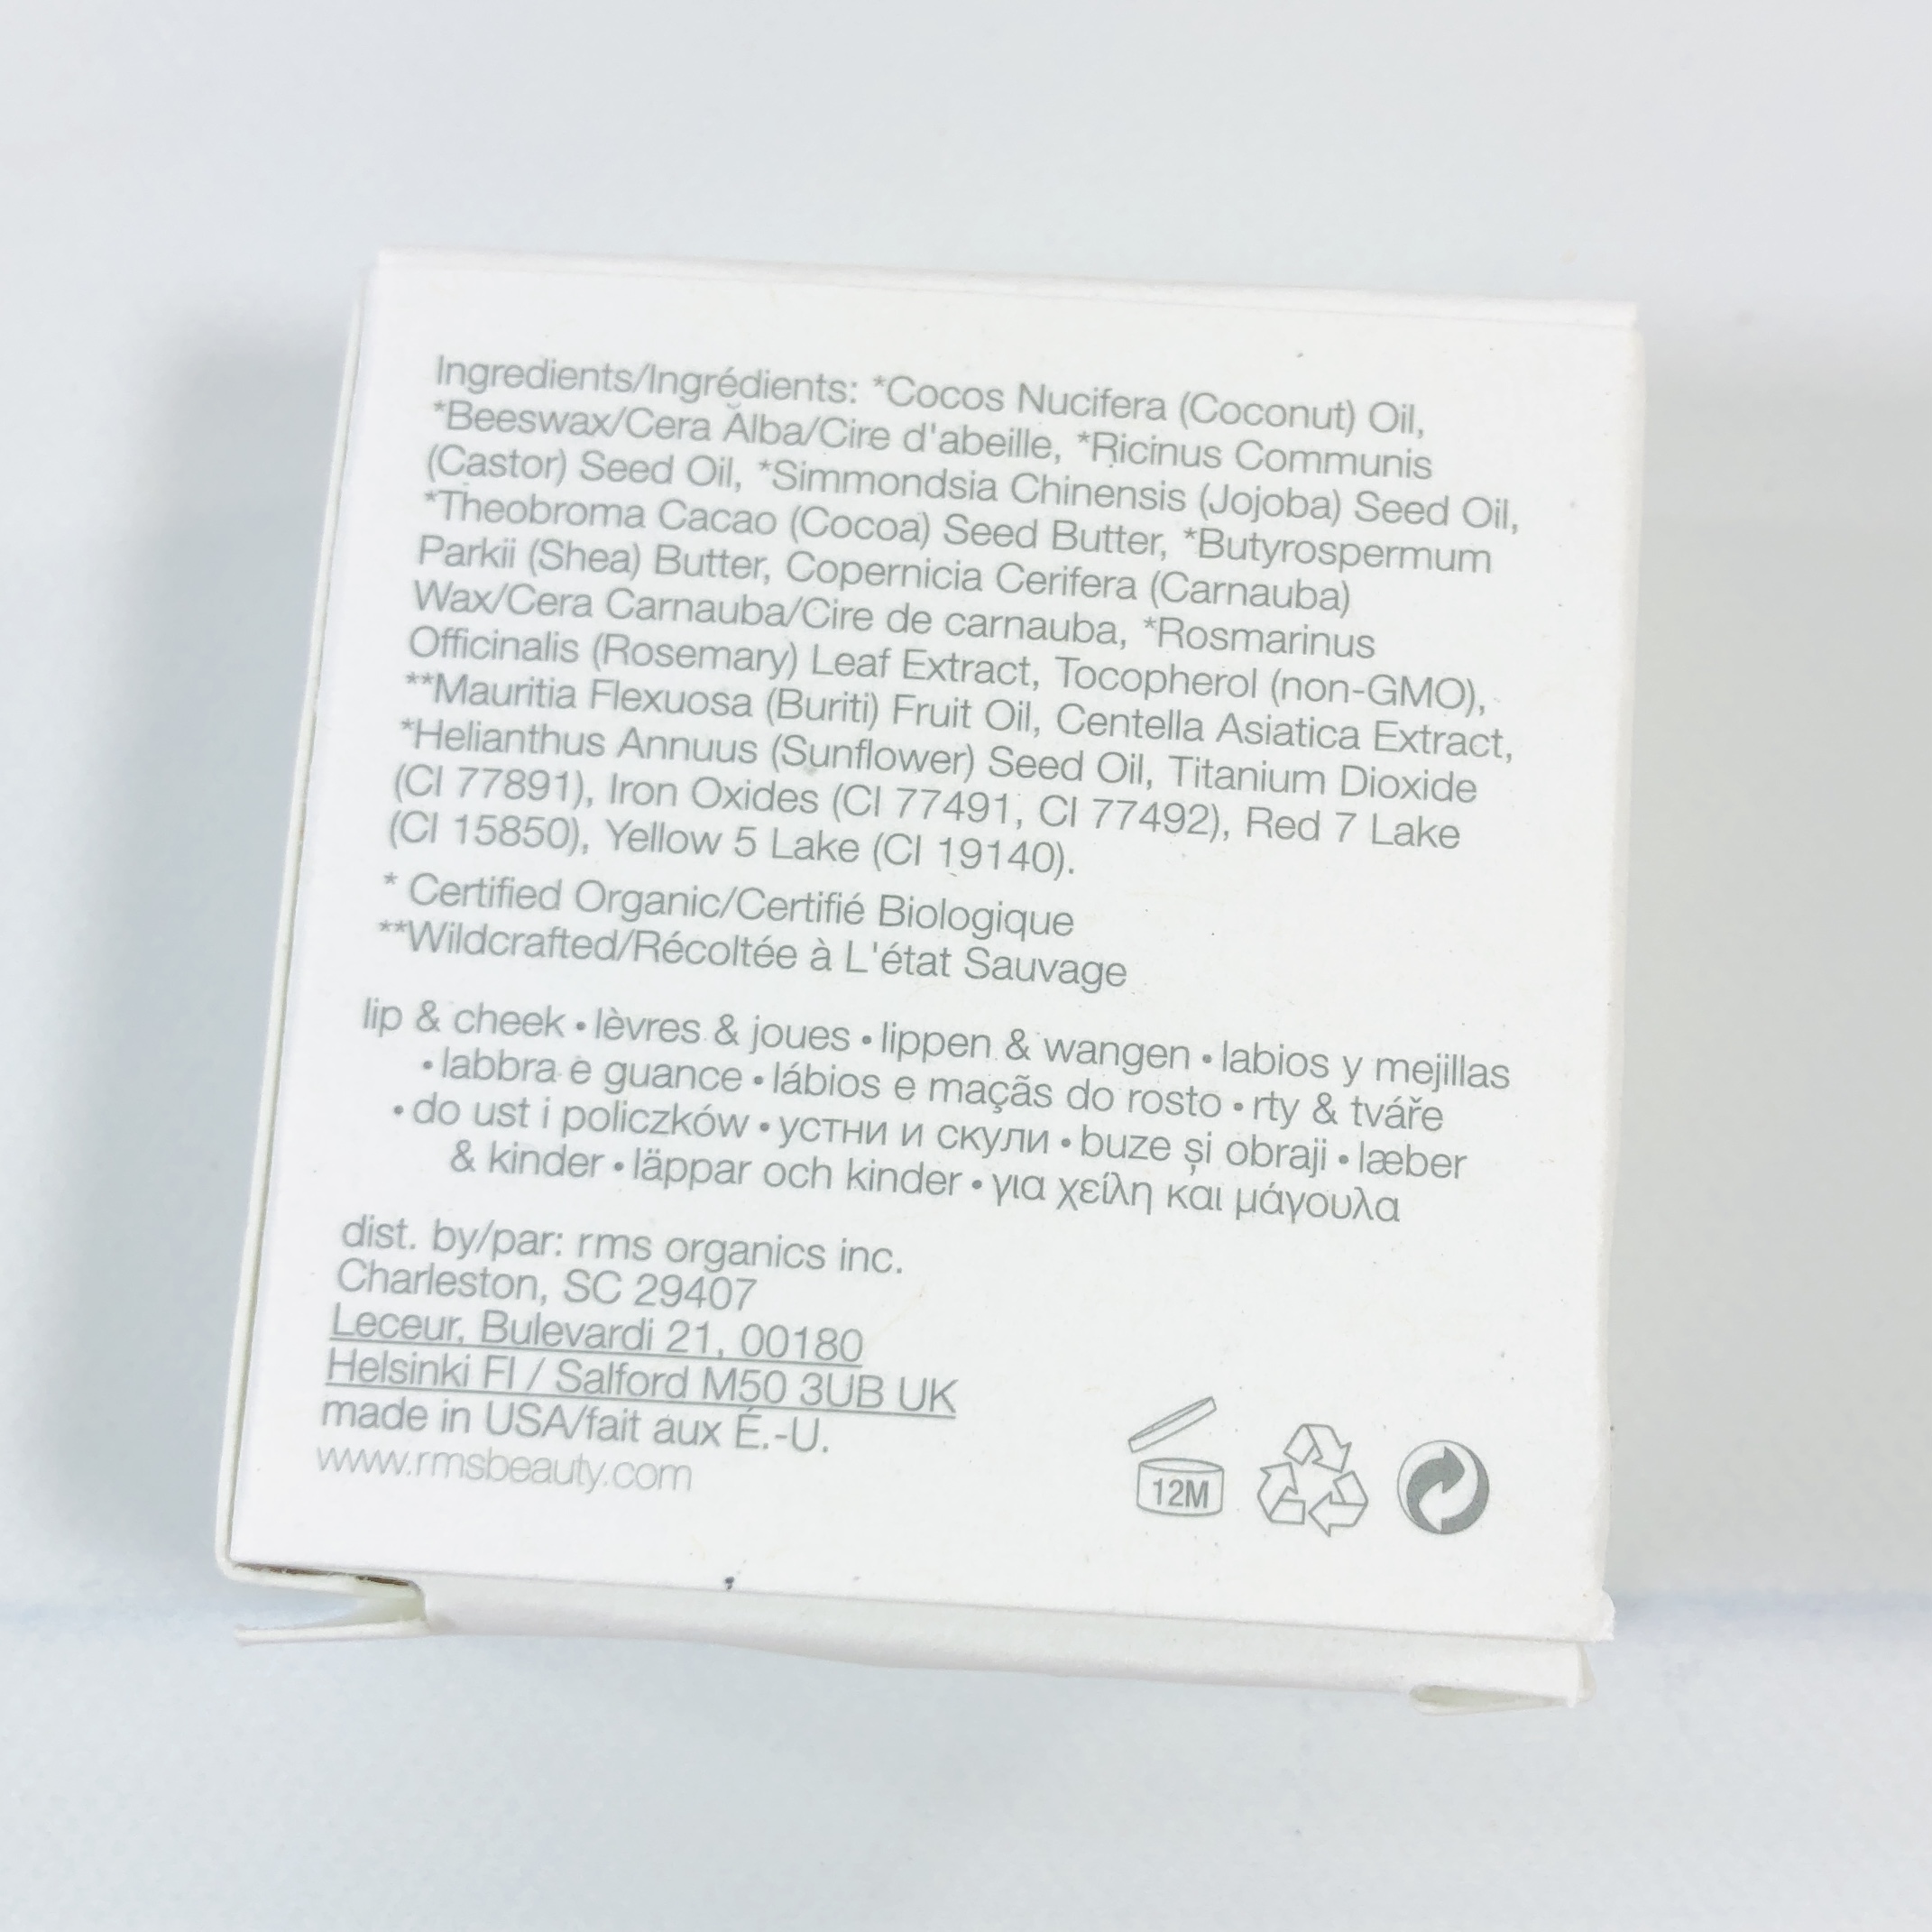 Ingredients/Ingrédients: *Cocos Nucifera (Coconut) Oil,
*Beeswax/Cera Alba/Cire d'abeille, *Ricinus Communis
(Castor) Seed Oil, *Simmondsia Chinensis (Jojoba) Seed Oil,
*Theobroma Cacao (Cocoa) Seed Butter, *Butyrospermum
Parkii (Shea) Butter, Copernicia Cerifera (Carnauba)
Wax/Cera Carnauba/Cire de carnauba, *Rosmarinus
Officinalis (Rosemary) Leaf Extract, Tocopherol (non-GMO),
**Mauritia Flexuosa (Buriti) Fruit Oil, Centella Asiatica Extract,
*Helianthus Annuus (Sunflower) Seed Oil, Titanium Dioxide
(CI 77891), Iron Oxides (CI 77491, CI 77492), Red 7 Lake
(CI 15850), Yellow 5 Lake (CI 19140).
* Certified Organic/Certifié Biologique
**Wildcrafted/Récoltée à L'état Sauvage
lip & cheek • lèvres & joues • lippen & wangen • labios y mejillas
• labbra e guance • lábios e maçãs do rosto • rty & tváře
• do ust i policzków • устни и скули • buze și obraji • læber
& kinder • läppar och kinder • για χείλη και μάγουλα
dist. by/par: rms organics inc.
Charleston, SC 29407
Leceur, Bulevardi 21, 00180
Helsinki FI / Salford M50 3UB UK
made in USA/fait aux É.-U.
www.rmsbeauty.com
12M